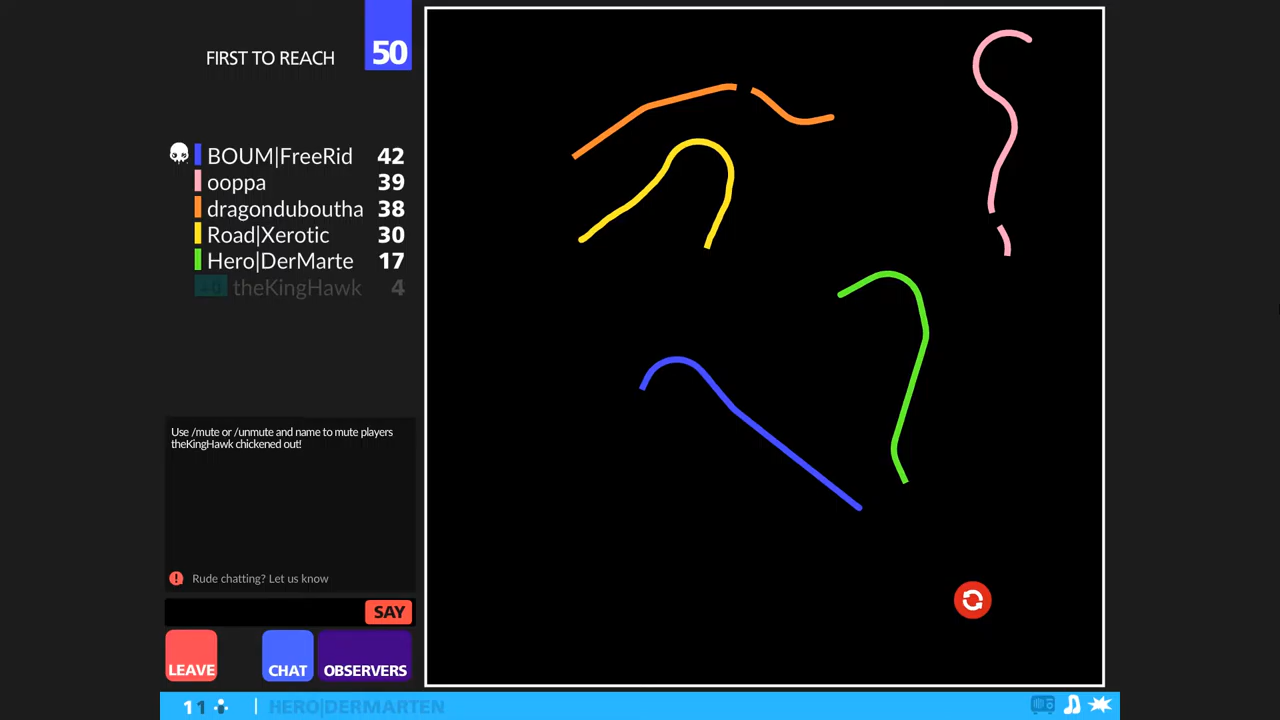 FIRST TO REACH 50
BOUM|FreeRid 42
ooppa 39
dragonduboutha 38
Road|Xerotic 30
Hero|DerMarte 17
+0 theKingHawk 4
Use /mute or /unmute and name to mute players
theKingHawk chickened out!
Rude chatting? Let us know
SAY
LEAVE CHAT OBSERVERS
11 HERO|DERMARTEN